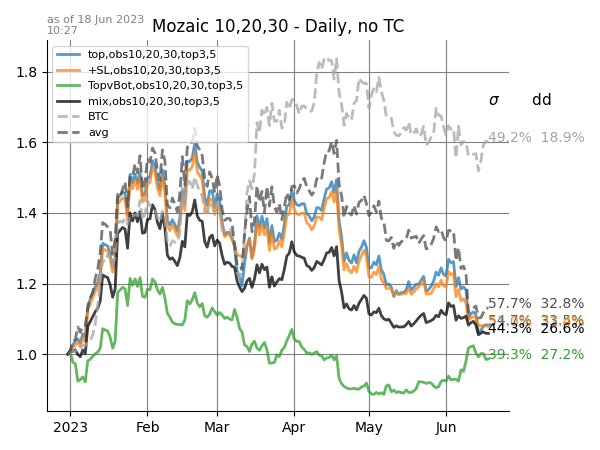 as of 18 Jun 2023
10:27
Mozaic 10,20,30 - Daily, no TC
top,obs10,20,30,top3,5
+SL,obs10,20,30,top3,5
TopvBot,obs10,20,30,top3,5
mix,obs10,20,30,top3,5
BTC
avg
σ dd
49.2% 18.9%
57.7% 32.8%
44.3% 26.6%
39.3% 27.2%
1.8
1.6
1.4
1.2
1.0
2023 Feb Mar Apr May Jun